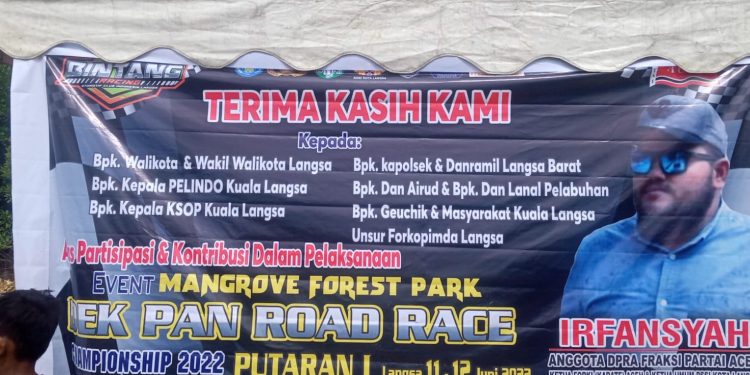 BINTANG
RACING
TERIMA KASIH KAMI
Kepada:
Bpk. Walikota & Wakil Walikota Langsa
Bpk. Kepala PELINDO Kuala Langsa
Bpk. Kepala KSOP Kuala Langsa
Bpk. kapolsek & Danramil Langsa Barat
Bpk. Dan Airud & Bpk. Dan Lanal Pelabuhan
Bpk. Geuchik & Masyarakat Kuala Langsa
Unsur Forkopimda Langsa
Partisipasi & Kontribusi Dalam Pelaksanaan
EVENT MANGROVE FOREST PARK
PAN ROAD RACE
2022 PUTARAN I Langsa 11, 12 Juni 2022
IRFANSYAH
ANGGOTA DPRA FRAKSI PARTAI